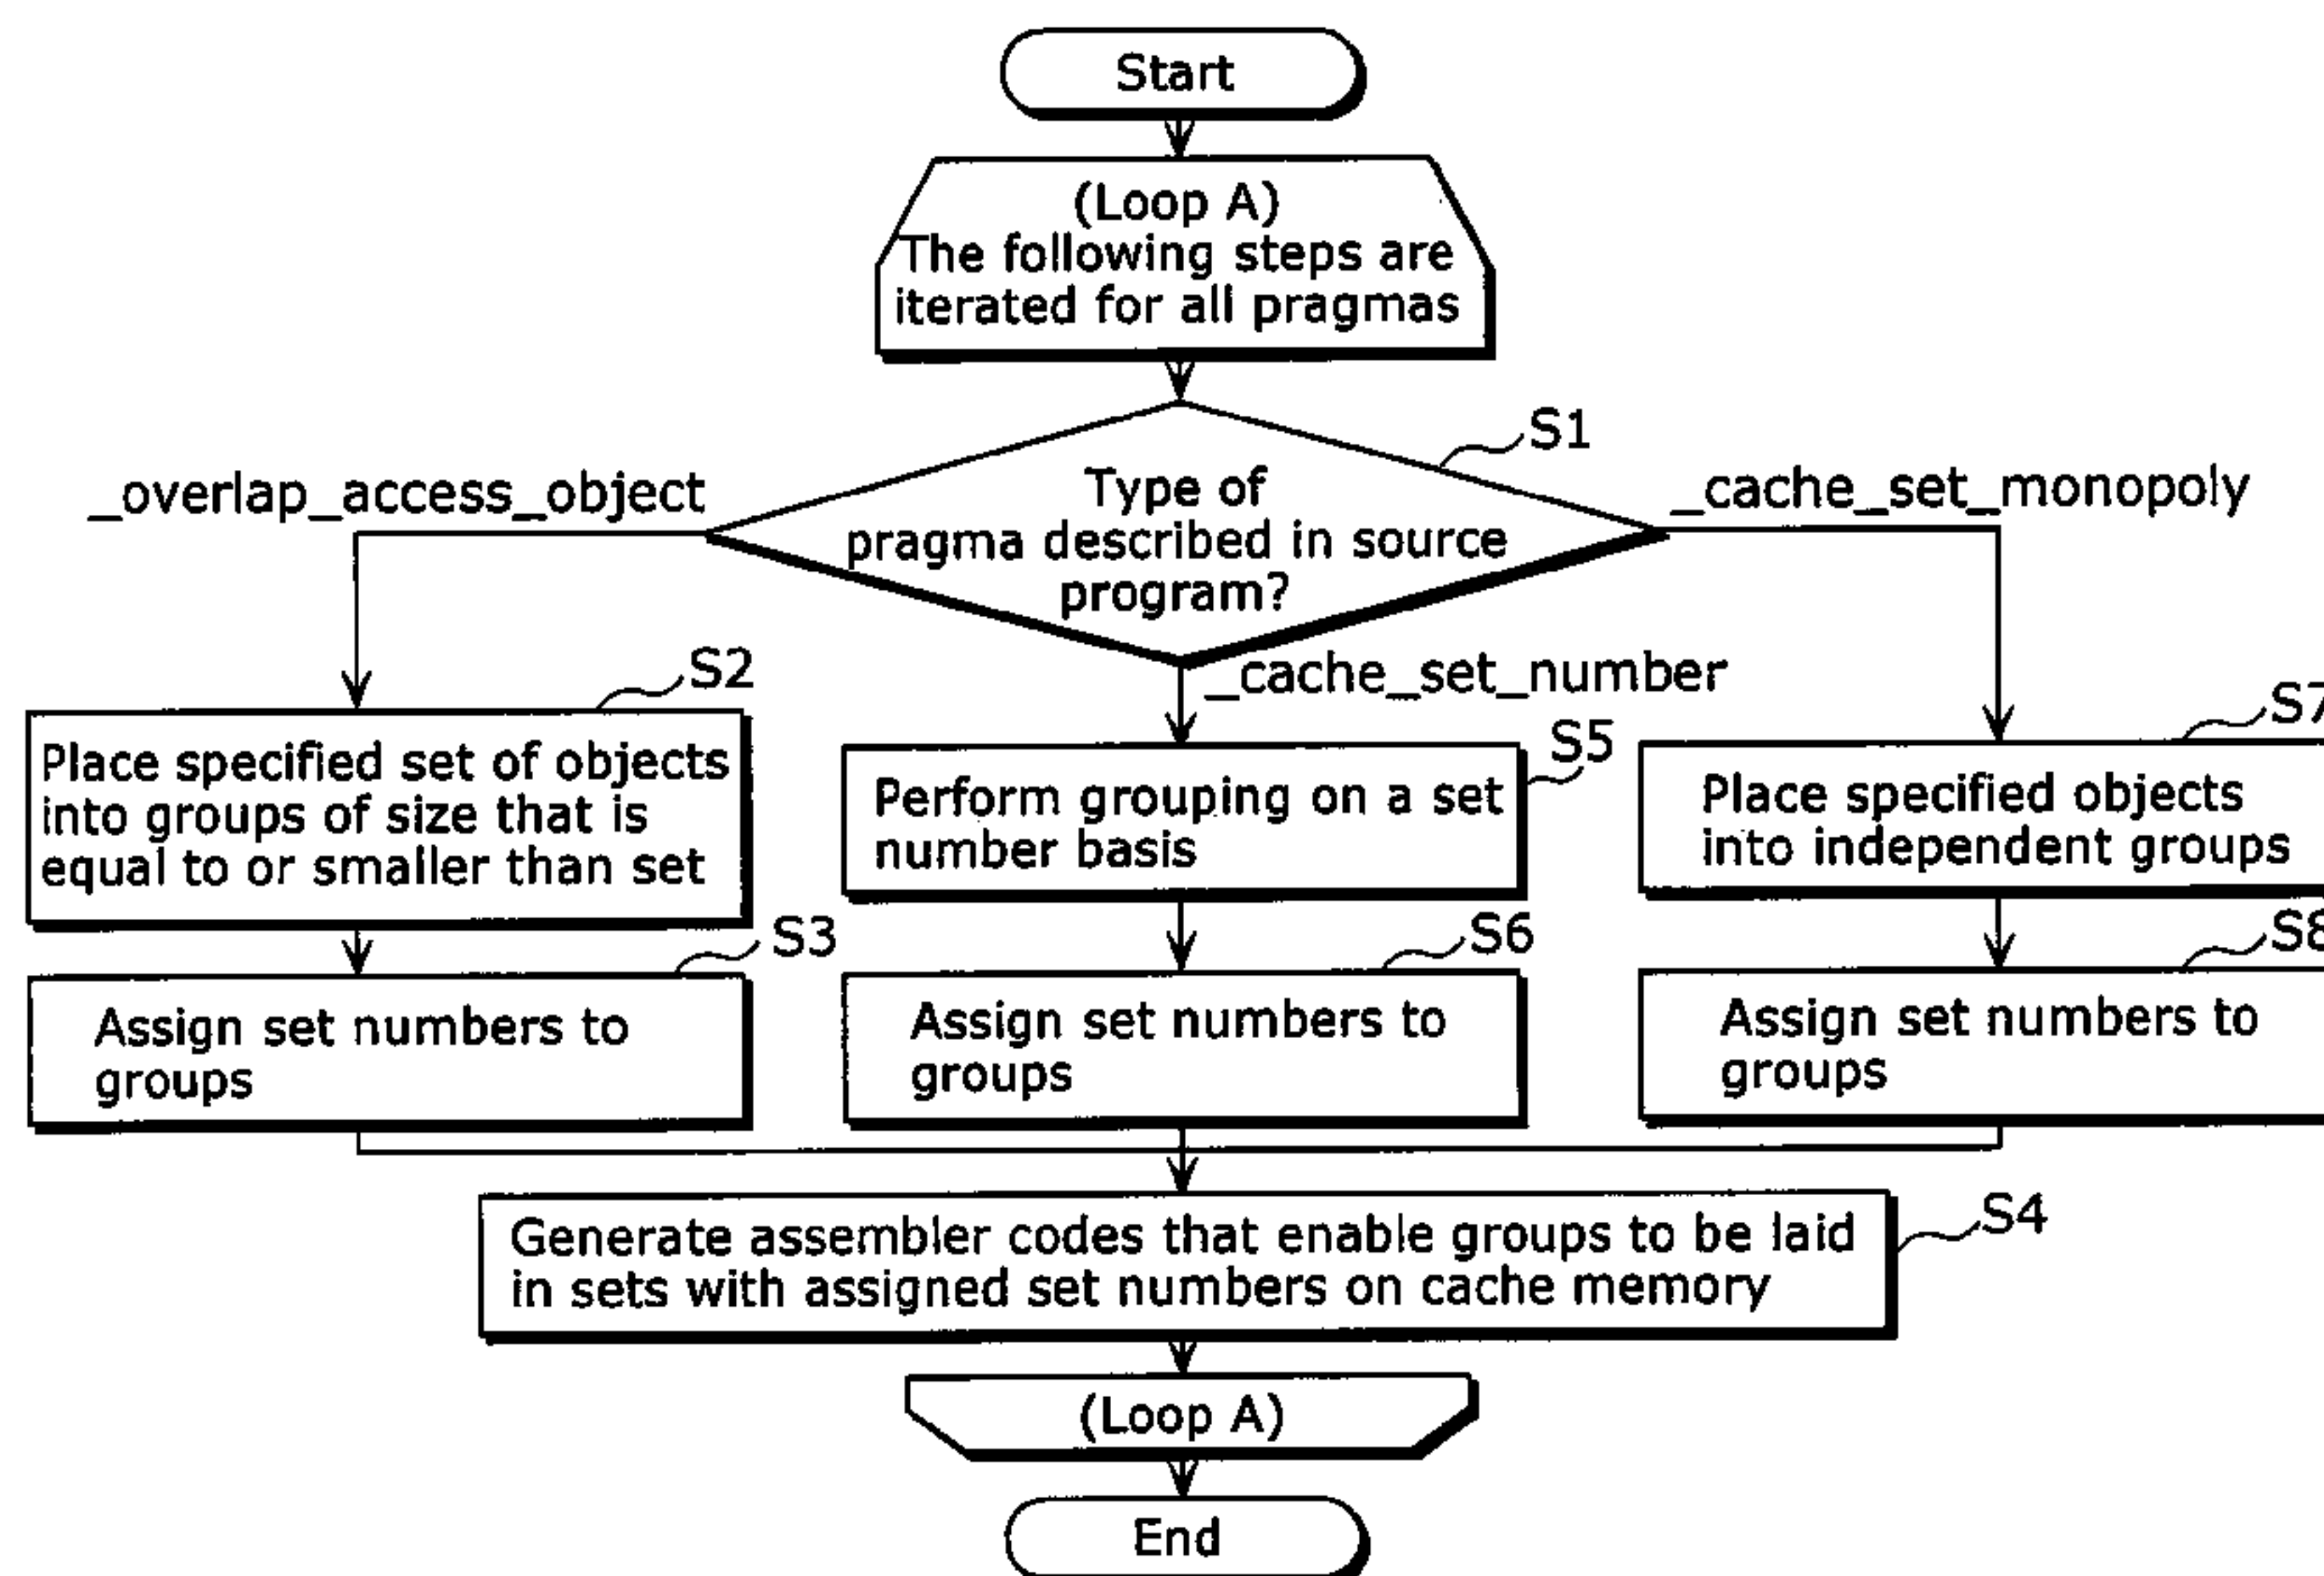 Start
(Loop A)
The following steps are
iterated for all pragmas
S1
Type of
pragma described in source
program?
_overlap_access_object
_cache_set_monopoly
_cache_set_number
S2
Place specified set of objects
into groups of size that is
equal to or smaller than set
S5
Perform grouping on a set
number basis
S7
Place specified objects
into independent groups
S3
Assign set numbers to
groups
S6
Assign set numbers to
groups
S8
Assign set numbers to
groups
S4
Generate assembler codes that enable groups to be laid
in sets with assigned set numbers on cache memory
(Loop A)
End